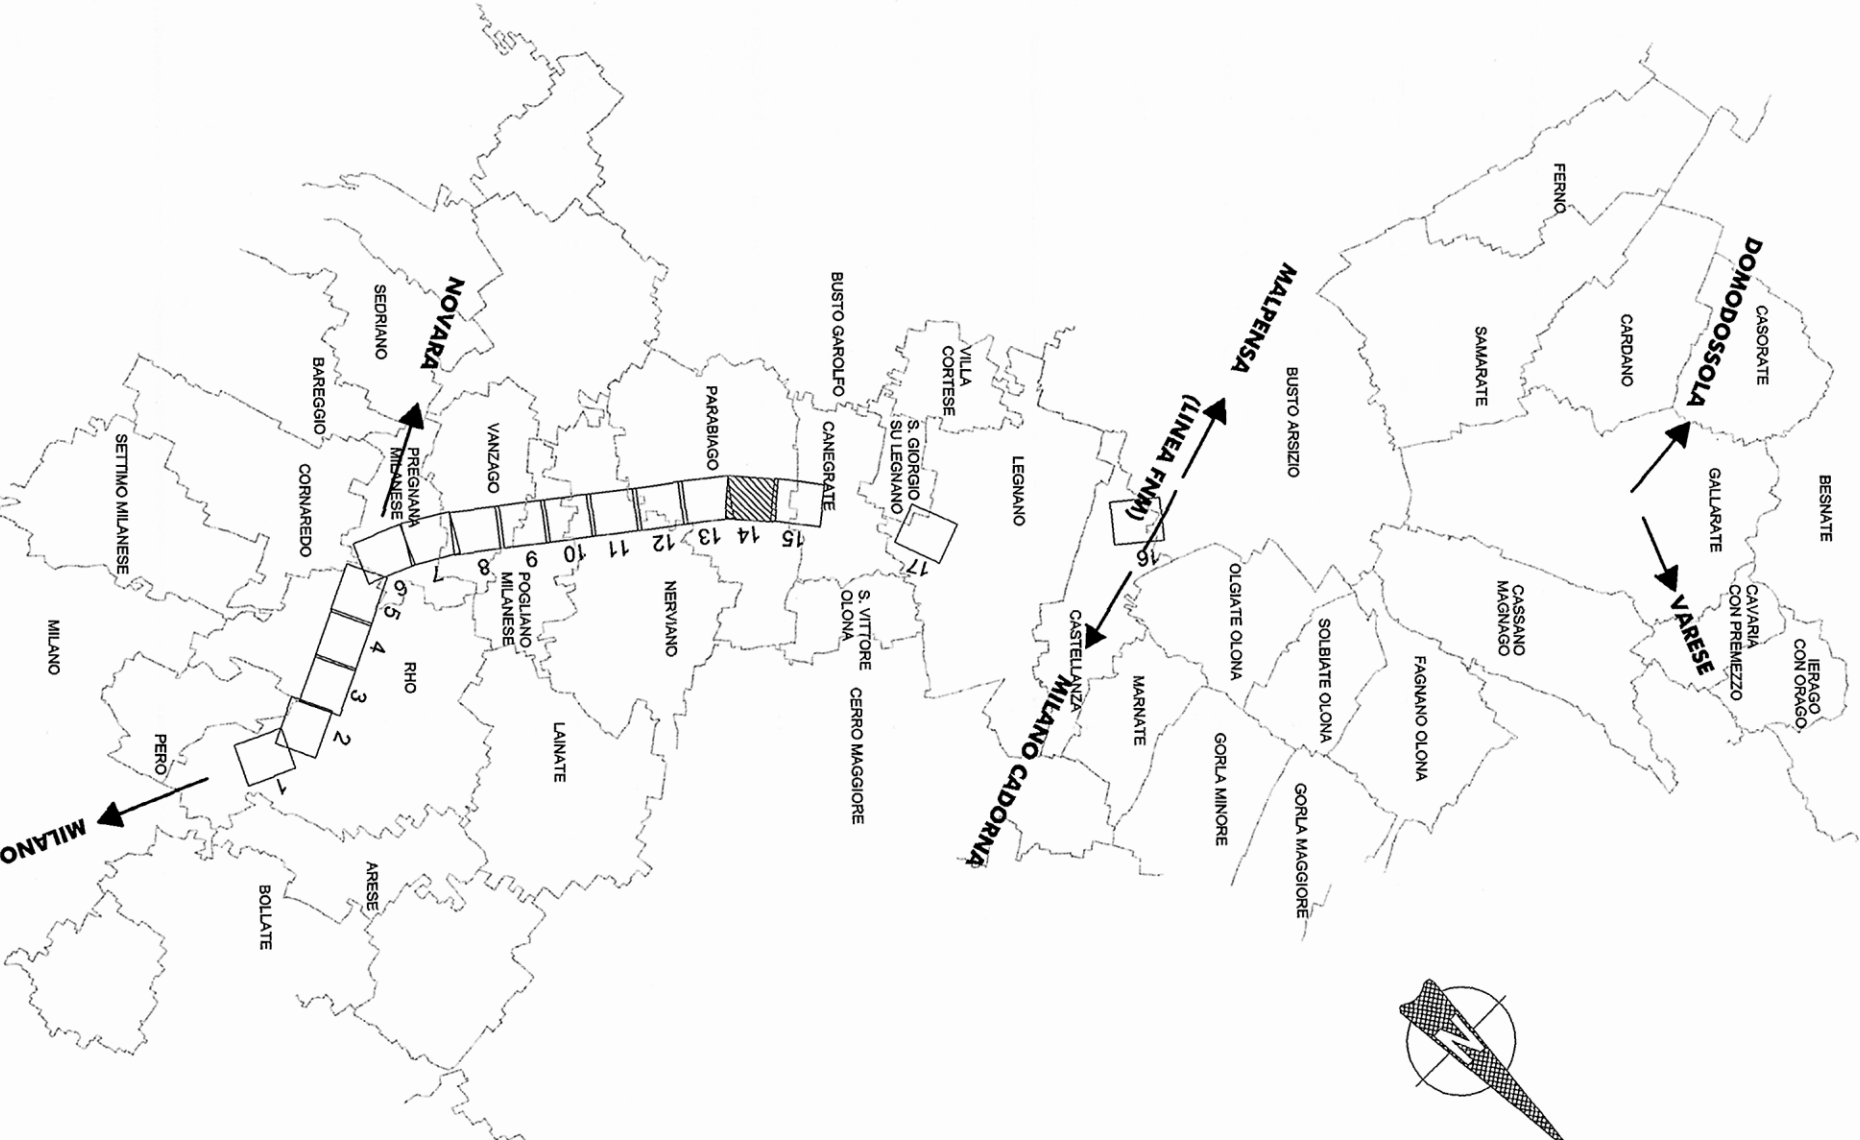 FERNO
DOMODOSSOLA
CASORATE
CARDANO
SAMARATE
MALPENSA
(LINEA FNM)
BUSTO ARSIZIO
BESNATE
GALLARATE
VARESE
CAVARIA
CON PREMEZZO
IERAGO
CON ORAGO
CASSANO
MAGNAGO
FAGNANO OLONA
SOLBIATE OLONA
OLGIATE OLONA
GORLA MAGGIORE
GORLA MINORE
MARNATE
CASTELLANZA
MILANO CADORNA
LEGNANO
VILLA
CORTESE
S. GIORGIO
SU LEGNANO
BUSTO GAROLFO
CANEGRATE
S. VITTORE
OLONA
CERRO MAGGIORE
PARABIAGO
NERVIANO
LAINATE
POGLIANO
MILANESE
VANZAGO
NOVARA
SEDRIANO
BAREGGIO
PREGNANA
MILANESE
CORNAREDO
SETTIMO MILANESE
MILANO
RHO
PERO
MILANO
ARESE
BOLLATE
1
2
3
4
5
6
7
8
9
10
11
12
13
14
15
16
17
N